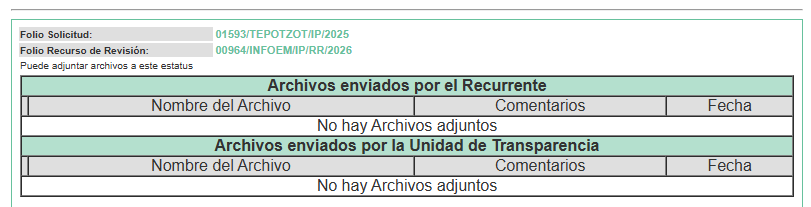 Folio Solicitud: 01593/TEPOTZOT/IP/2025
Folio Recurso de Revisión: 00964/INFOEM/IP/RR/2026
Puede adjuntar archivos a este estatus
Archivos enviados por el Recurrente
Nombre del Archivo Comentarios Fecha
No hay Archivos adjuntos
Archivos enviados por la Unidad de Transparencia
Nombre del Archivo Comentarios Fecha
No hay Archivos adjuntos